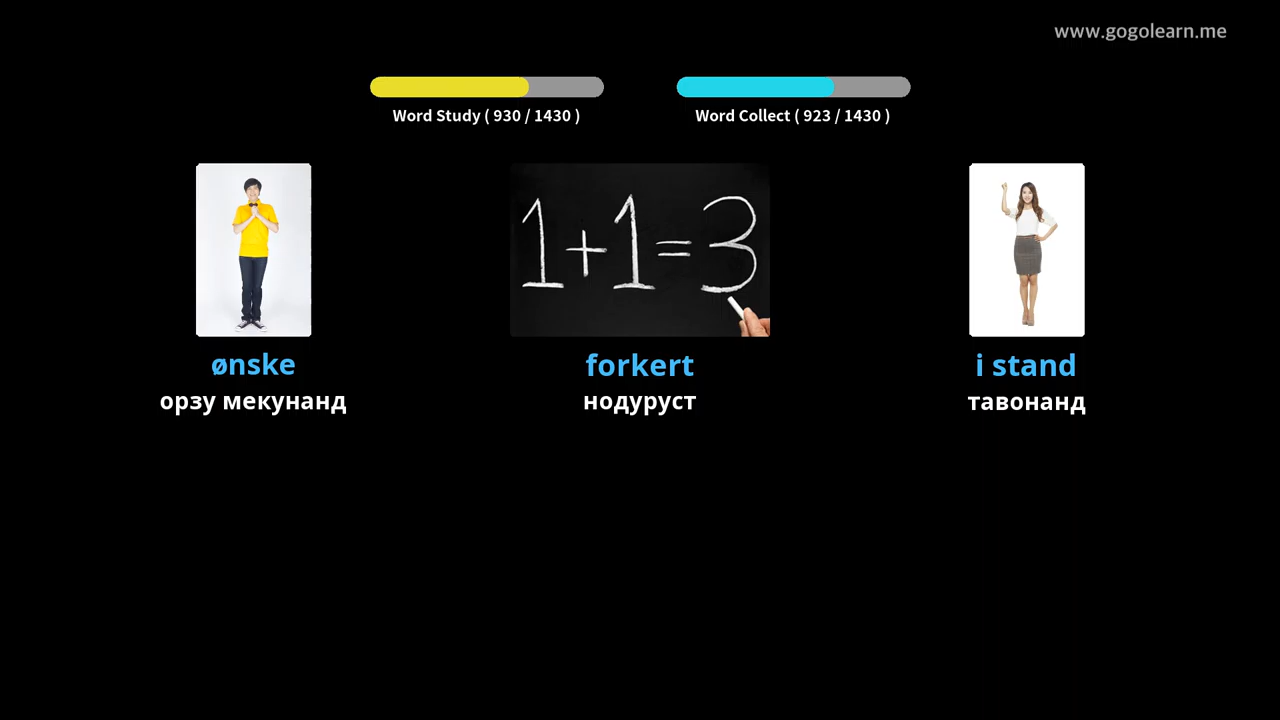 www.gogolearn.me
Word Study ( 930 / 1430 )
Word Collect ( 923 / 1430 )
1+1=3
ønske
forkert
i stand
орзу мекунанд
нодуруст
тавонанд